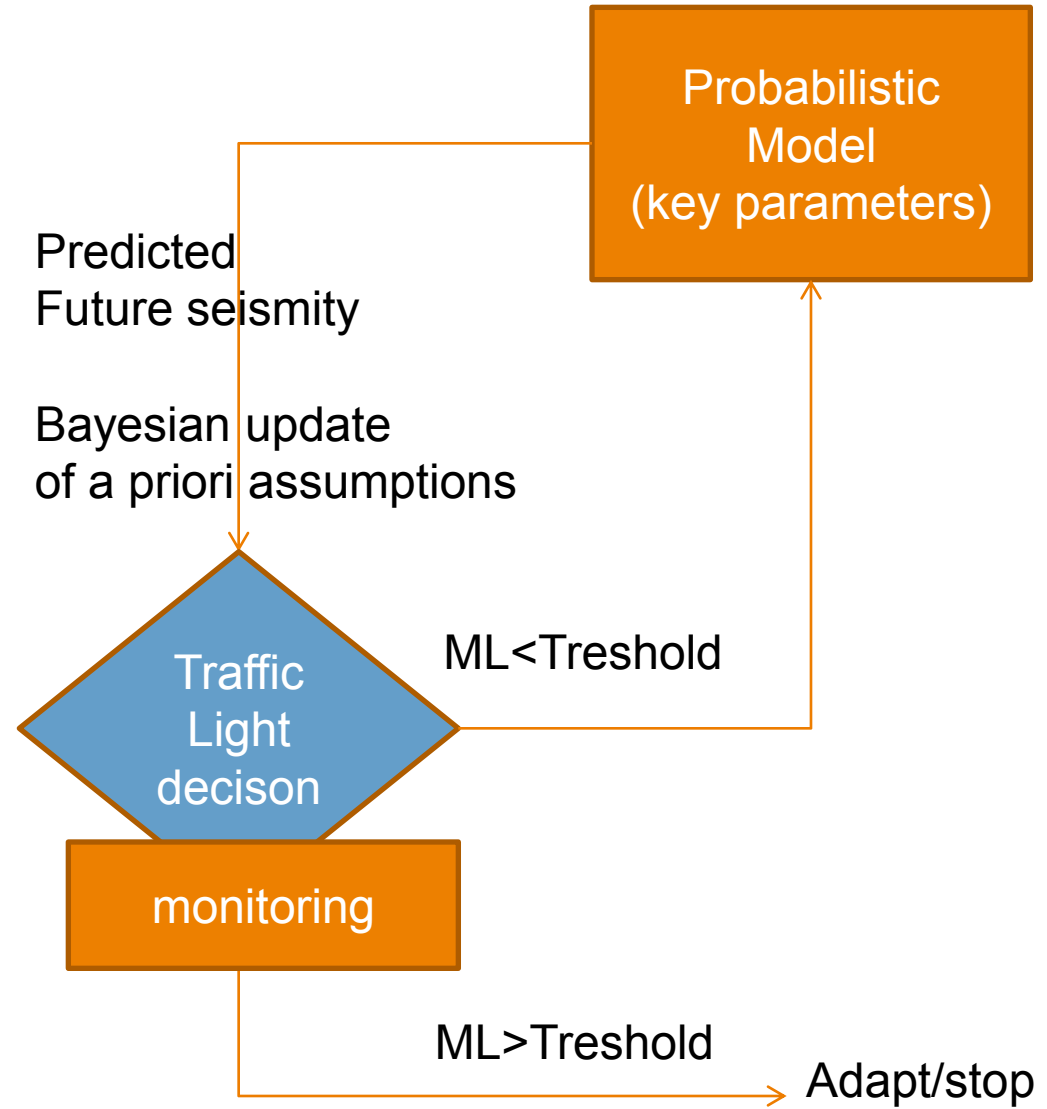 Probabilistic
Model
(key parameters)
Predicted
Future seismity
Bayesian update
of a priori assumptions
Traffic
Light
decison
ML<Treshold
monitoring
ML>Treshold
Adapt/stop